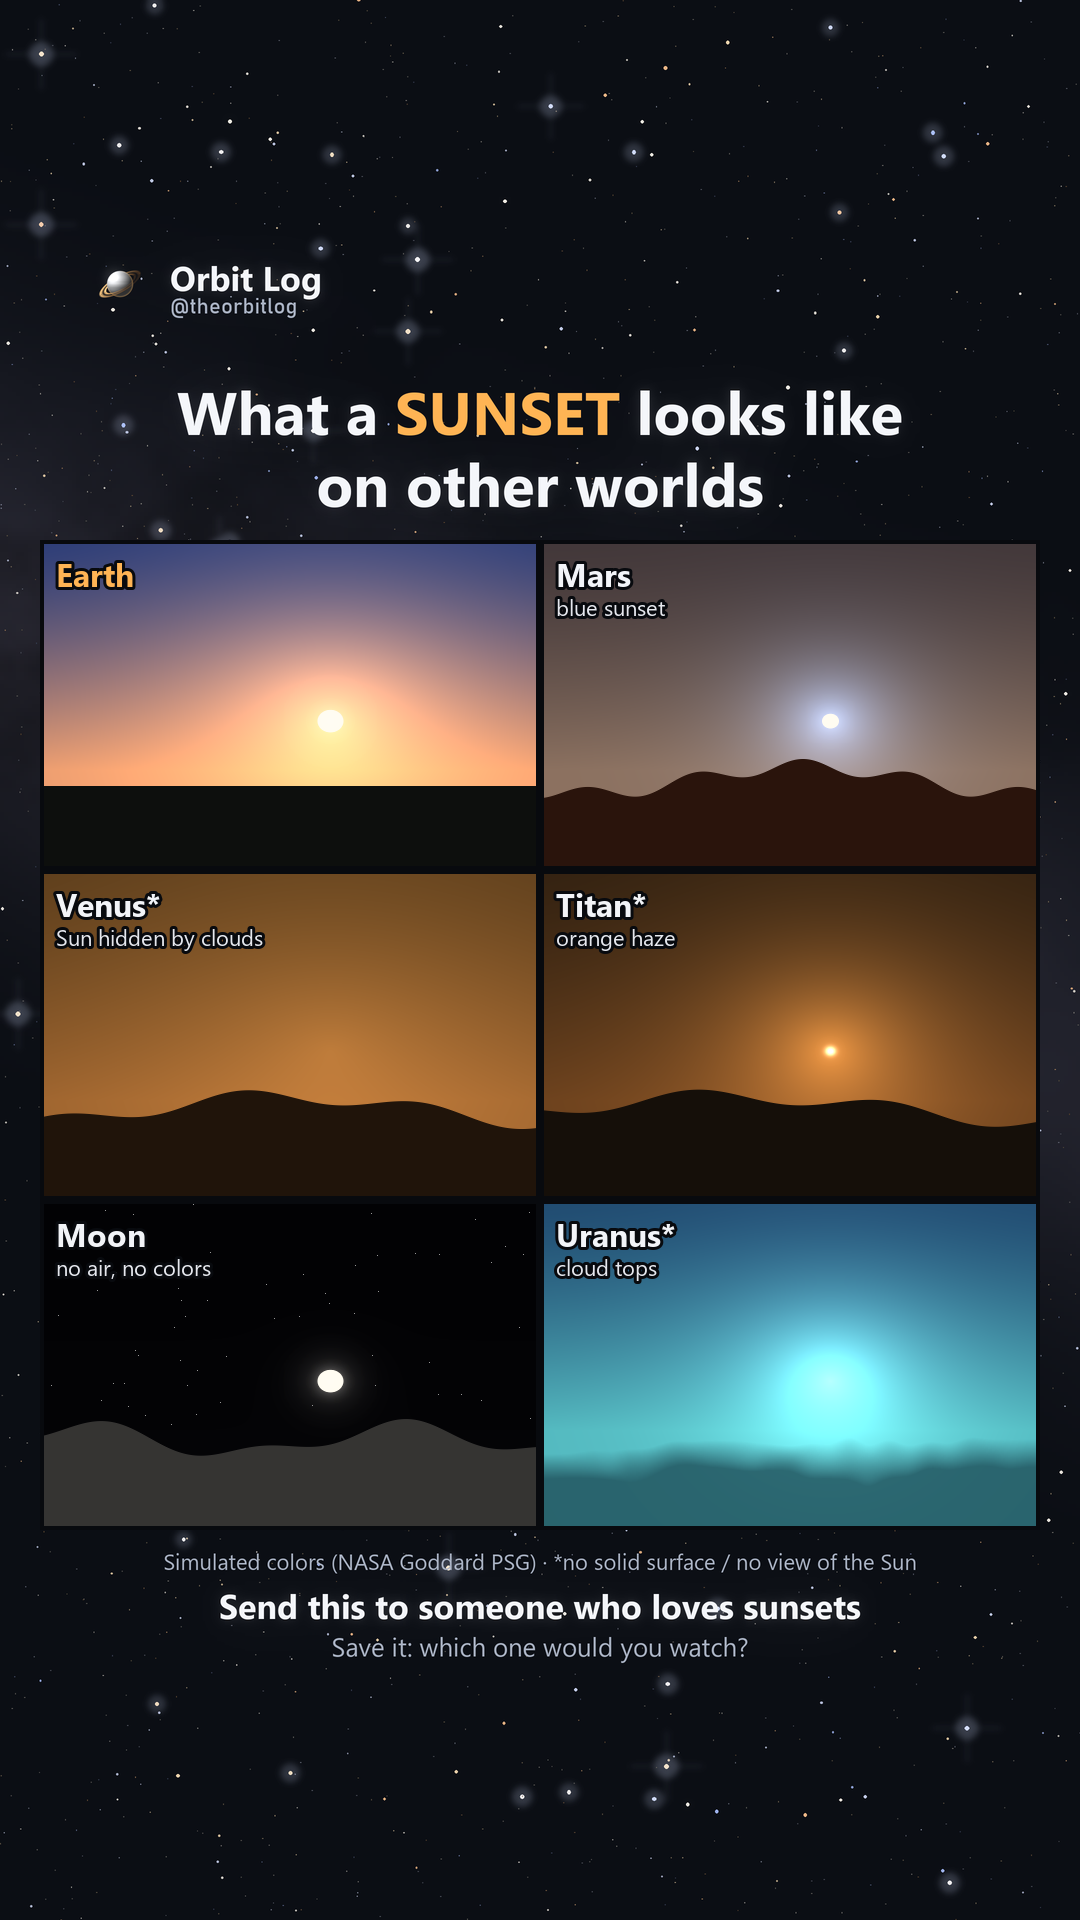 Orbit Log
@theorbitlog
What a SUNSET looks like
on other worlds
Earth
Mars
blue sunset
Venus*
Sun hidden by clouds
Titan*
orange haze
Moon
no air, no colors
Uranus*
cloud tops
Simulated colors (NASA Goddard PSG) · *no solid surface / no view of the Sun
Send this to someone who loves sunsets
Save it: which one would you watch?